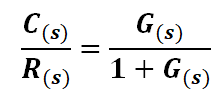 C(s)/R(s) = G(s)/1 + G(s)